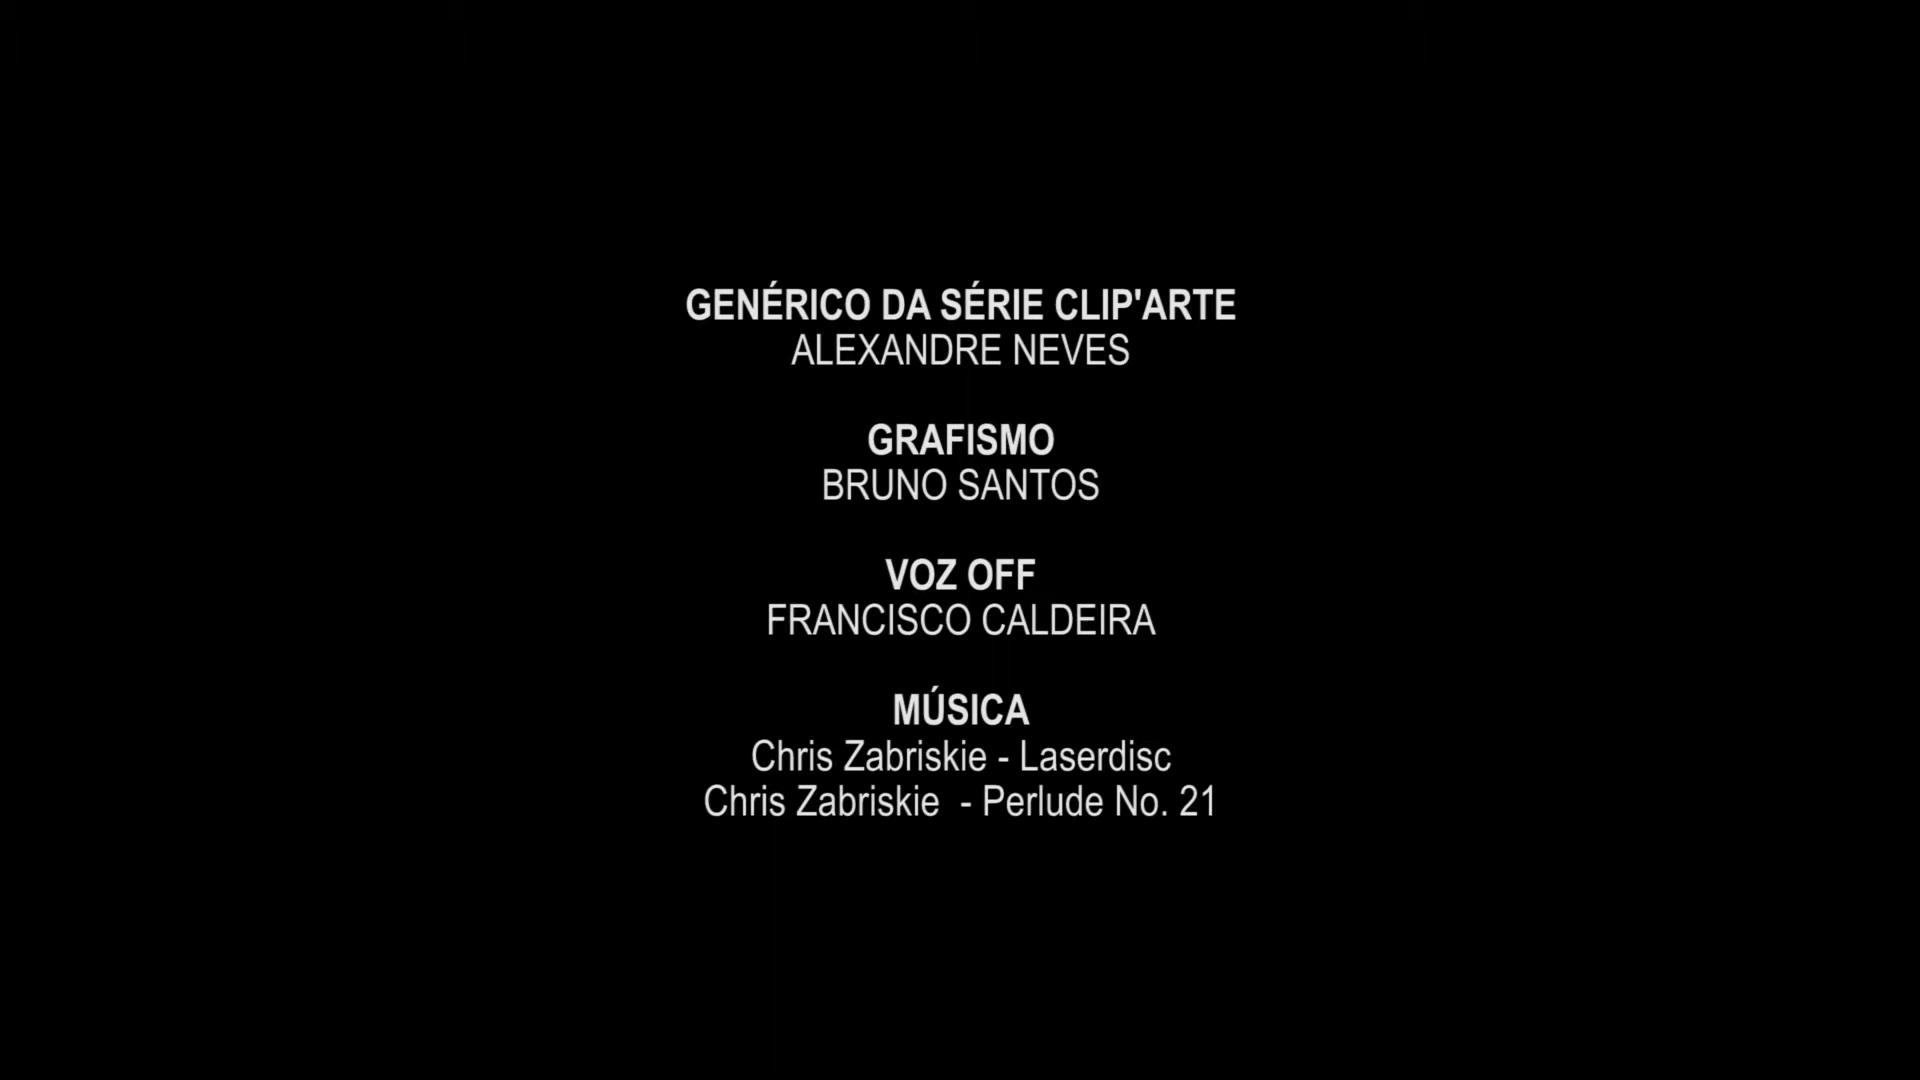 GENÉRICO DA SÉRIE CLIP'ARTE
ALEXANDRE NEVES
GRAFISMO
BRUNO SANTOS
VOZ OFF
FRANCISCO CALDEIRA
MÚSICA
Chris Zabriskie - Laserdisc
Chris Zabriskie  - Perlude No. 21